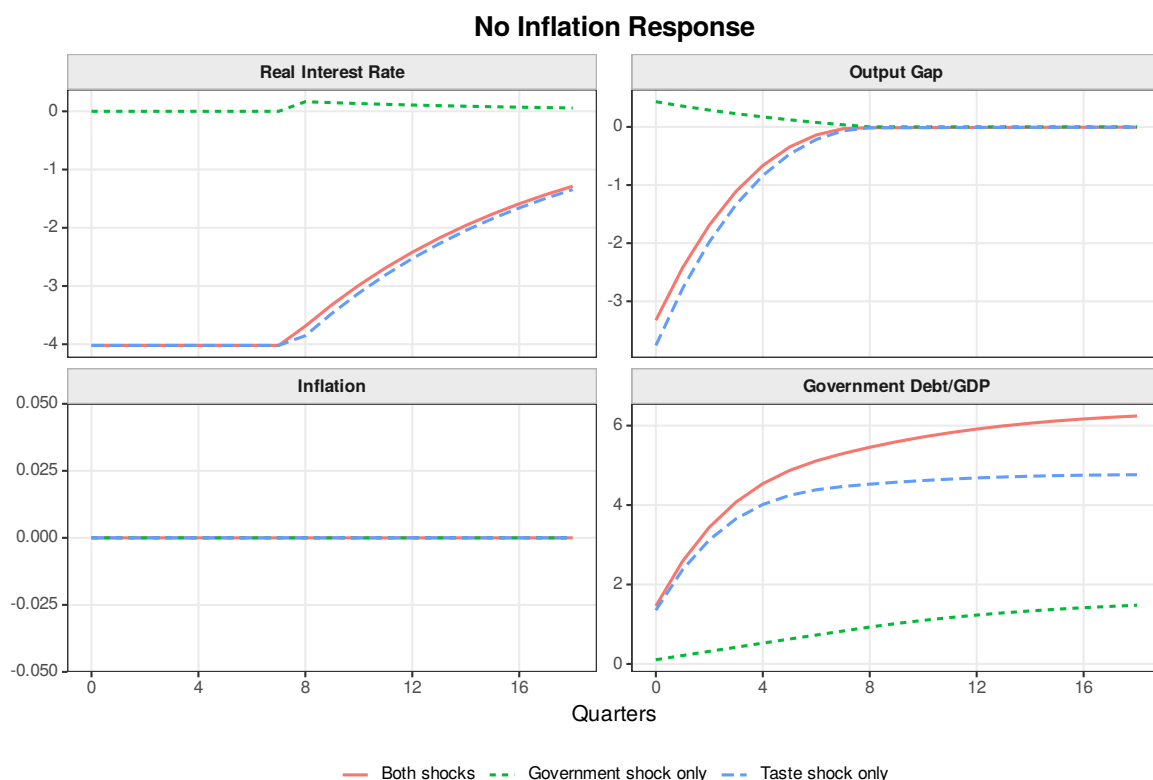 No Inflation Response
Real Interest Rate
Output Gap
0
-1
-2
-3
-4
0
-1
-2
-3
Inflation
Government Debt/GDP
0.050
0.025
0.000
-0.025
-0.050
6
4
2
0
0 4 8 12 16
0 4 8 12 16
Quarters
Both shocks Government shock only Taste shock only